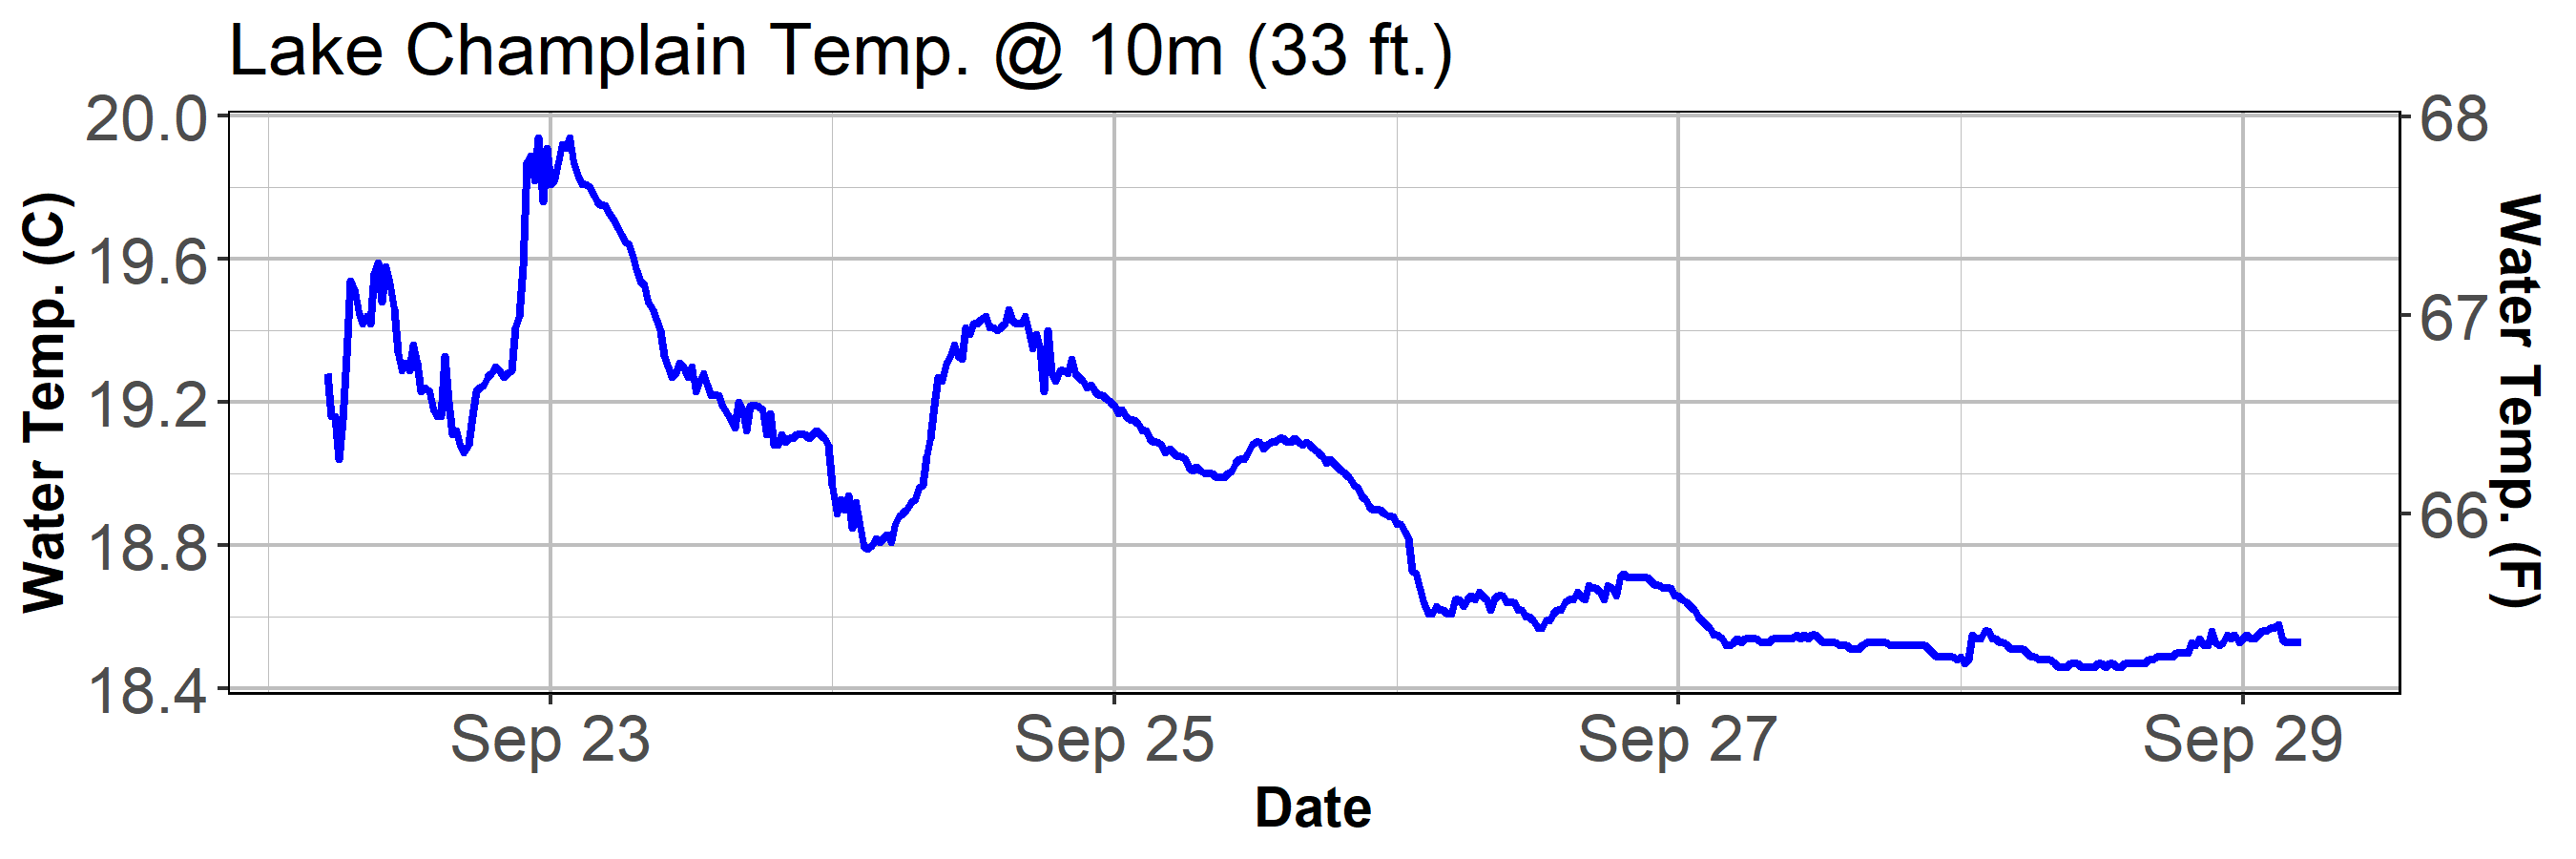 Lake Champlain Temp. @ 10m (33 ft.)
Water Temp. (C)
20.0
19.6
19.2
18.8
18.4
68
67
66
Water Temp. (F)
Sep 23
Sep 25
Sep 27
Sep 29
Date